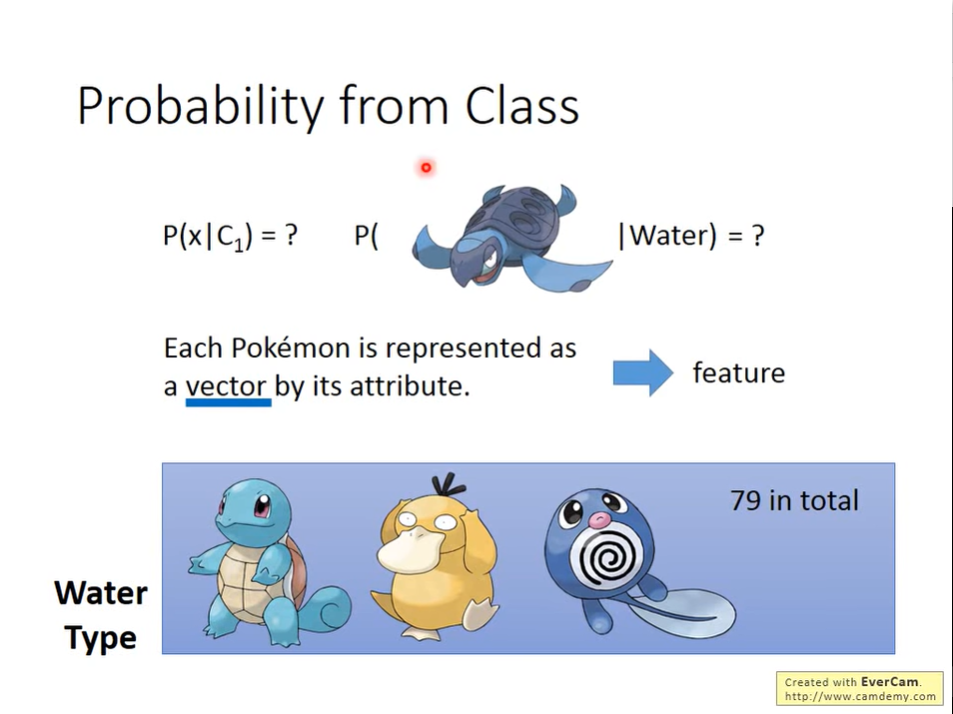 Probability from Class
P(x|C₁) = ? P( |Water) = ?
Each Pokémon is represented as
a vector by its attribute.
feature
79 in total
Water
Type
Created with EverCam.
http://www.camdemy.com